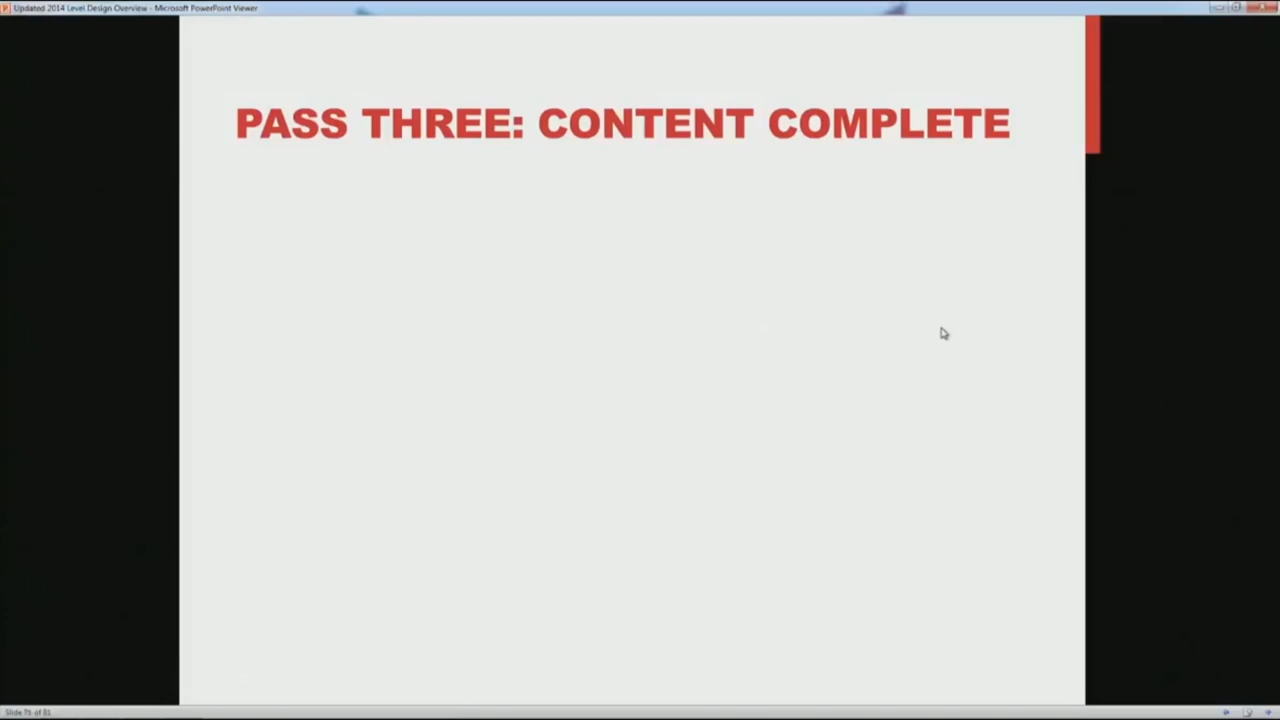 Updated 2014 Level Design Overview - Microsoft PowerPoint Viewer
PASS THREE: CONTENT COMPLETE